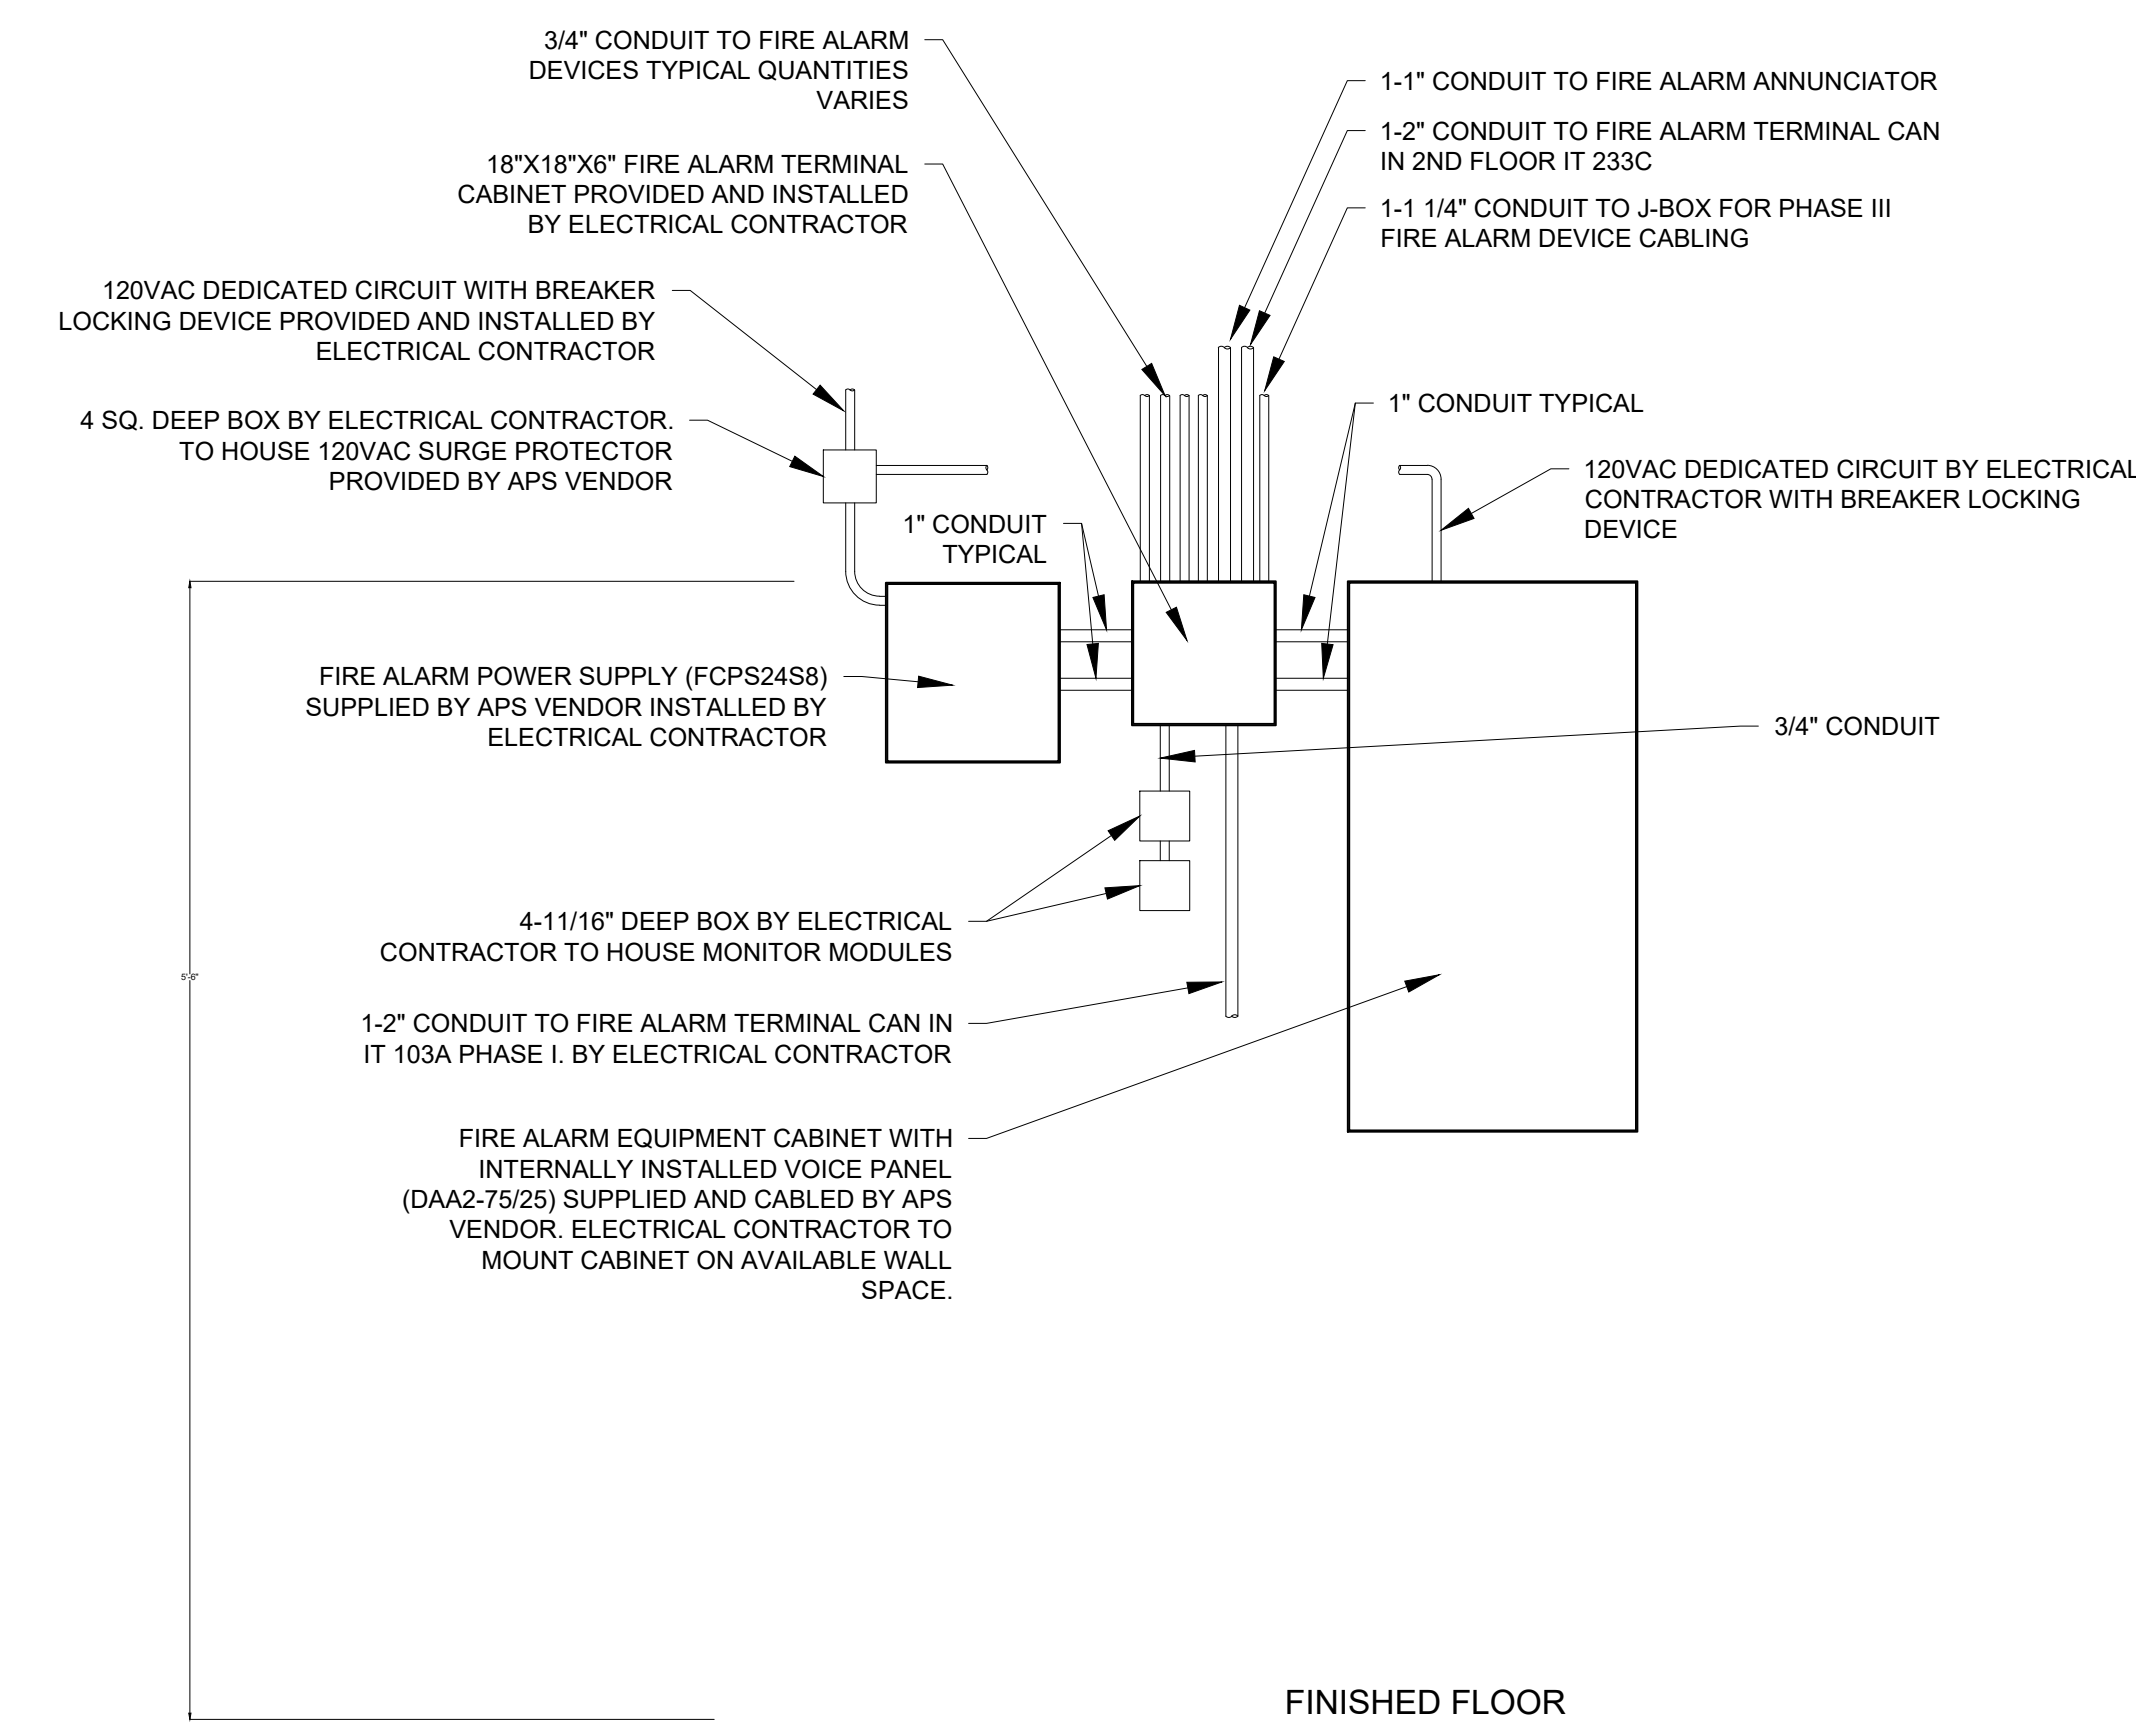 3/4" CONDUIT TO FIRE ALARM
DEVICES TYPICAL QUANTITIES
VARIES
1-1" CONDUIT TO FIRE ALARM ANNUNCIATOR
1-2" CONDUIT TO FIRE ALARM TERMINAL CAN
IN 2ND FLOOR IT 233C
18"X18"X6" FIRE ALARM TERMINAL
CABINET PROVIDED AND INSTALLED
BY ELECTRICAL CONTRACTOR
1-1 1/4" CONDUIT TO J-BOX FOR PHASE III
FIRE ALARM DEVICE CABLING
120VAC DEDICATED CIRCUIT WITH BREAKER
LOCKING DEVICE PROVIDED AND INSTALLED BY
ELECTRICAL CONTRACTOR
4 SQ. DEEP BOX BY ELECTRICAL CONTRACTOR.
TO HOUSE 120VAC SURGE PROTECTOR
PROVIDED BY APS VENDOR
1" CONDUIT TYPICAL
120VAC DEDICATED CIRCUIT BY ELECTRICAL
CONTRACTOR WITH BREAKER LOCKING
DEVICE
1" CONDUIT
TYPICAL
FIRE ALARM POWER SUPPLY (FCPS24S8)
SUPPLIED BY APS VENDOR INSTALLED BY
ELECTRICAL CONTRACTOR
3/4" CONDUIT
4-11/16" DEEP BOX BY ELECTRICAL
CONTRACTOR TO HOUSE MONITOR MODULES
5'-6"
1-2" CONDUIT TO FIRE ALARM TERMINAL CAN IN
IT 103A PHASE I. BY ELECTRICAL CONTRACTOR
FIRE ALARM EQUIPMENT CABINET WITH
INTERNALLY INSTALLED VOICE PANEL
(DAA2-75/25) SUPPLIED AND CABLED BY APS
VENDOR. ELECTRICAL CONTRACTOR TO
MOUNT CABINET ON AVAILABLE WALL
SPACE.
FINISHED FLOOR